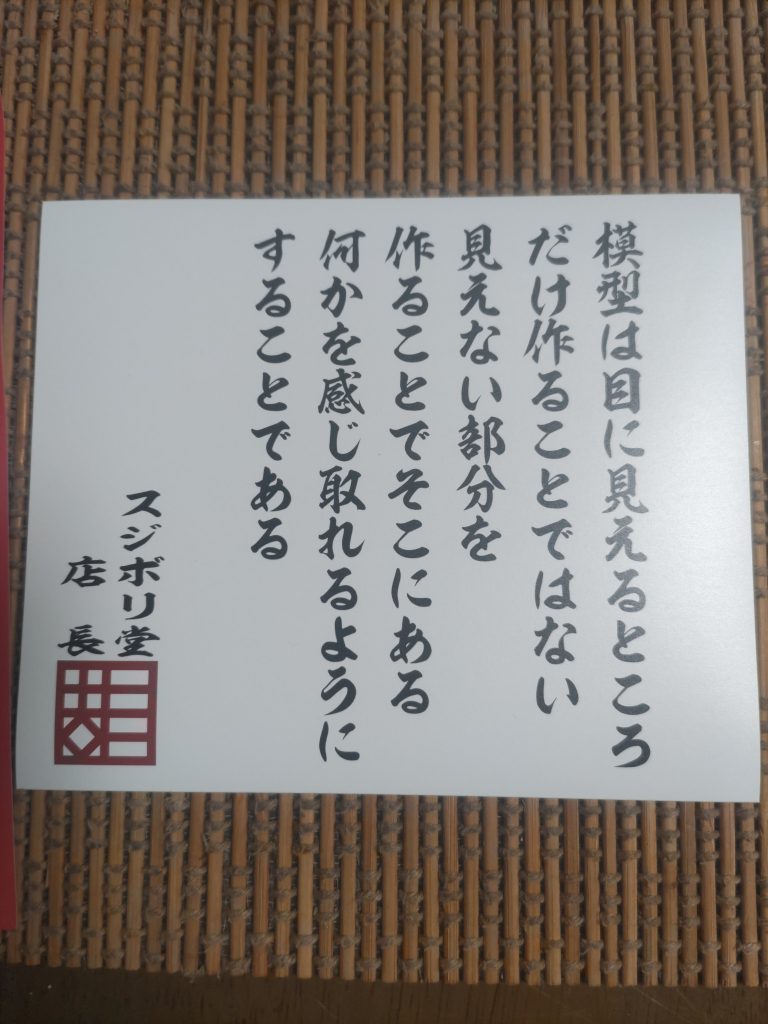 模型は目に見えるところ
だけ作ることではない
見えない部分を
作ることでそこにある
何かを感じ取れるように
することである
スジボリ堂
店長